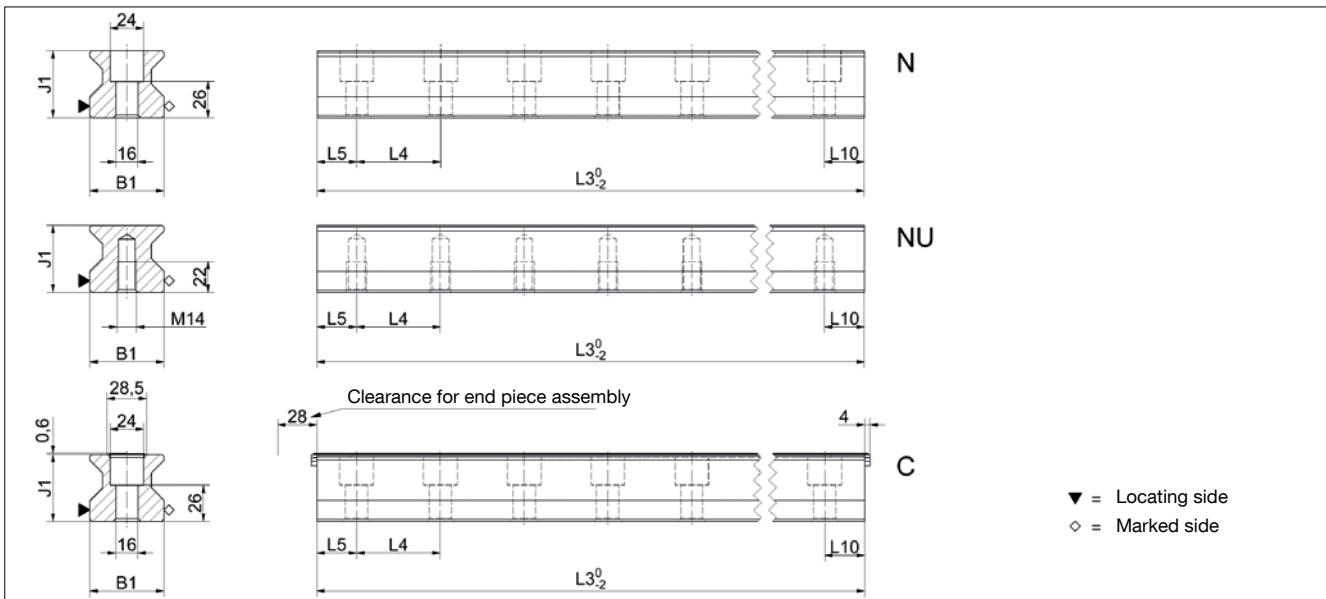 24
N
J1
26
16
B1
L5
L4
L10
L3 0 -2
NU
J1
22
M14
B1
L5
L4
L10
L3 0 -2
28,5
24
0,6
Clearance for end piece assembly
28
4
C
J1
26
16
B1
L5
L4
L10
L3 0 -2
▼ = Locating side
◇ = Marked side